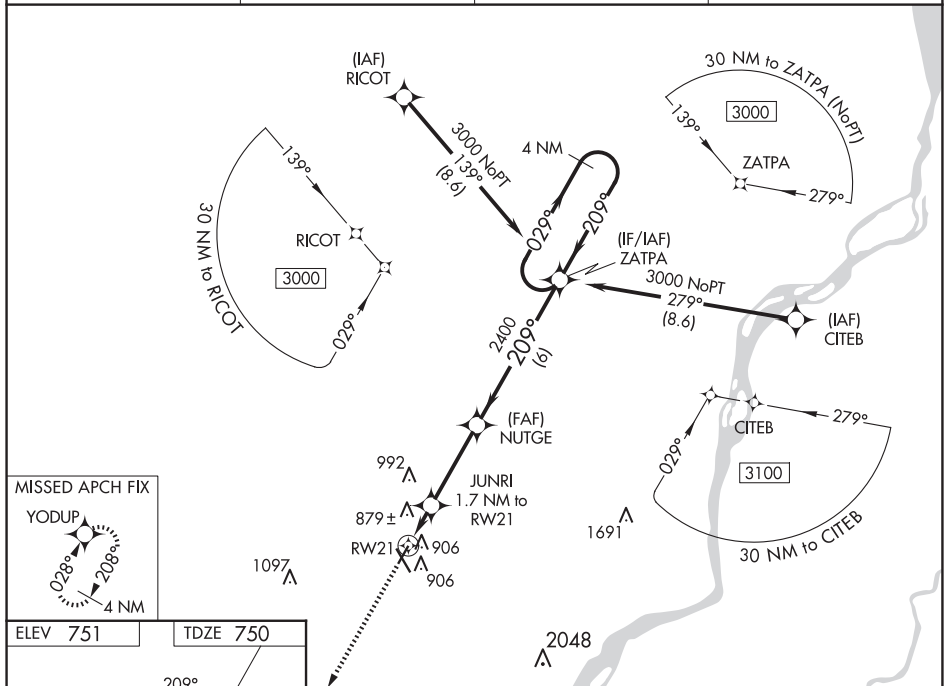 (IAF)
RICOT
3000 NoPT
139°
(8.6)
4 NM
029°
209°
30 NM to ZATPA (NoPT)
3000
139°
ZATPA
279°
139°
RICOT
3000
029°
30 NM to RICOT
(IF/IAF)
ZATPA
3000 NoPT
279°
(8.6)
(IAF)
CITEB
2400
209°
(6)
(FAF)
NUTGE
CITEB
279°
029°
3100
30 NM to CITEB
992
JUNRI
1.7 NM to
RW21
879±
RW21
906
906
1691
1097
2048
MISSED APCH FIX
YODUP
028°
208°
4 NM
ELEV 751
TDZE 750
209°